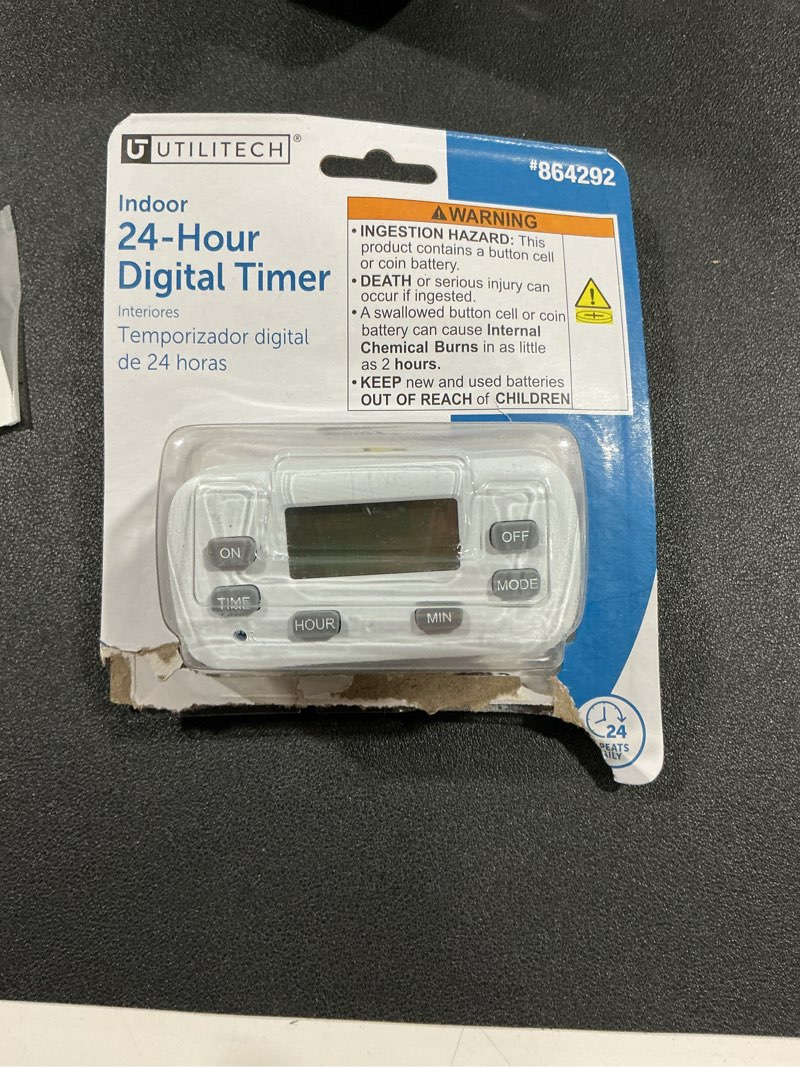 UTILITECH®
#864292
Indoor
24-Hour
Digital Timer
Interiores
Temporizador digital
de 24 horas
⚠WARNING
• INGESTION HAZARD: This
product contains a button cell
or coin battery.
• DEATH or serious injury can
occur if ingested.
• A swallowed button cell or coin
battery can cause Internal
Chemical Burns in as little
as 2 hours.
• KEEP new and used batteries
OUT OF REACH of CHILDREN
ON
OFF
TIME
MODE
HOUR
MIN
24